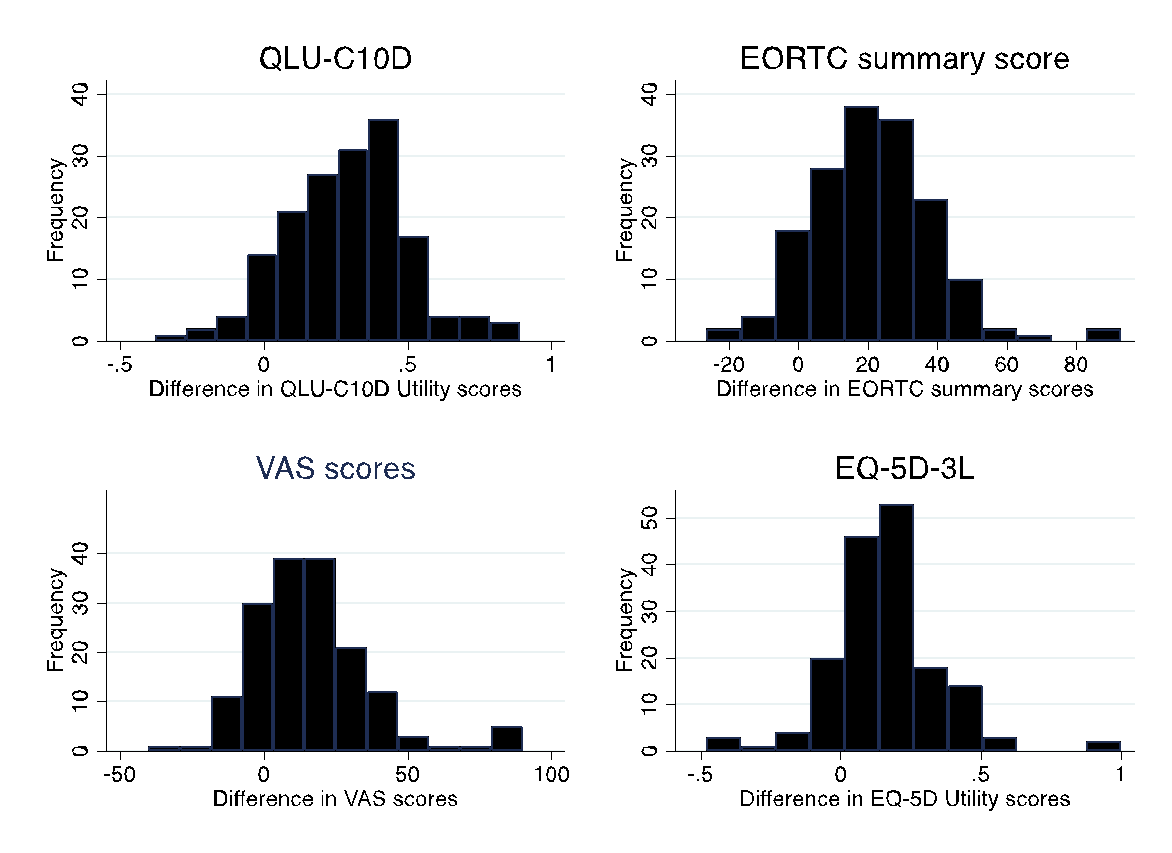 QLU-C10D
Frequency
0 10 20 30 40
-.5 0 .5 1
Difference in QLU-C10D Utility scores
EORTC summary score
Frequency
0 10 20 30 40
-20 0 20 40 60 80
Difference in EORTC summary scores
VAS scores
Frequency
0 10 20 30 40
-50 0 50 100
Difference in VAS scores
EQ-5D-3L
Frequency
0 10 20 30 40 50
-.5 0 .5 1
Difference in EQ-5D Utility scores